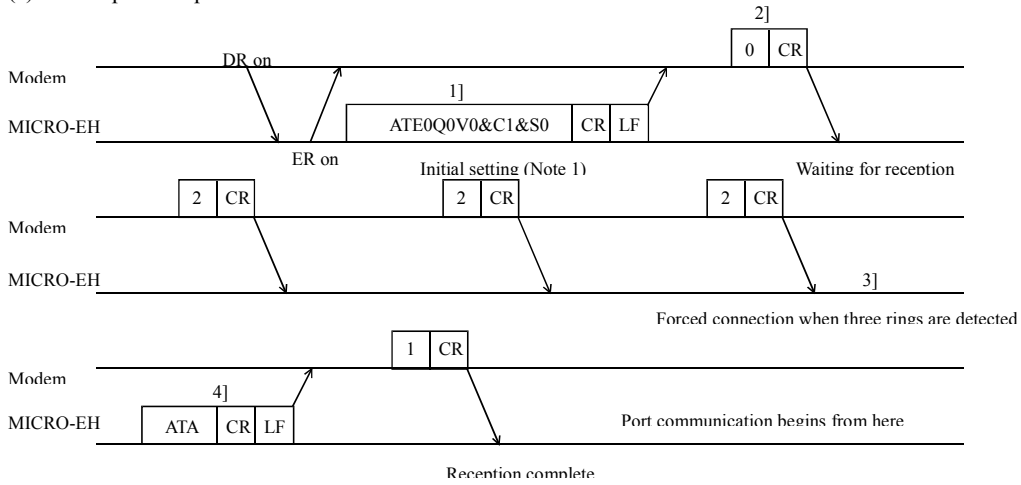 2]
0 CR
DR on
Modem
1]
MICRO-EH
ATE0Q0V0&C1&S0 CR LF
ER on
Initial setting (Note 1)
Waiting for reception
2 CR
2 CR
2 CR
Modem
MICRO-EH
3]
Forced connection when three rings are detected
1 CR
Modem
4]
MICRO-EH
ATA CR LF
Port communication begins from here
Reception complete